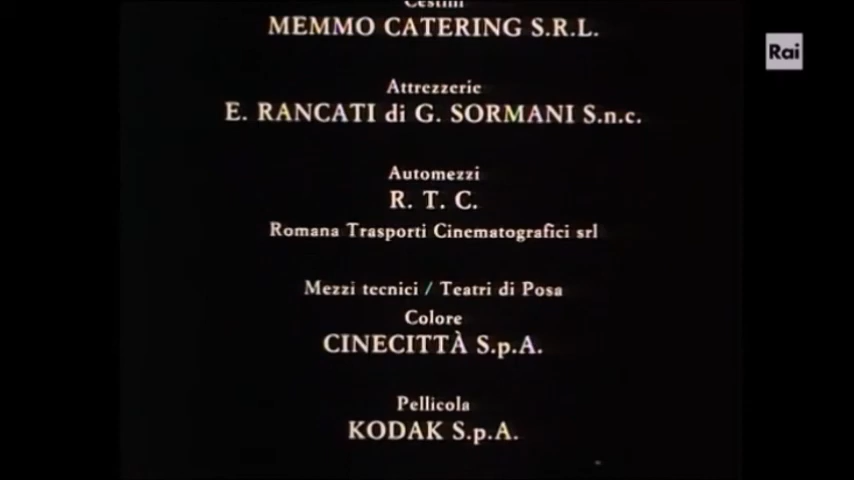 Cestini
MEMMO CATERING S.R.L.
Rai
Attrezzerie
E. RANCATI di G. SORMANI S.n.c.
Automezzi
R. T. C.
Romana Trasporti Cinematografici srl
Mezzi tecnici / Teatri di Posa
Colore
CINECITTÀ S.p.A.
Pellicola
KODAK S.p.A.